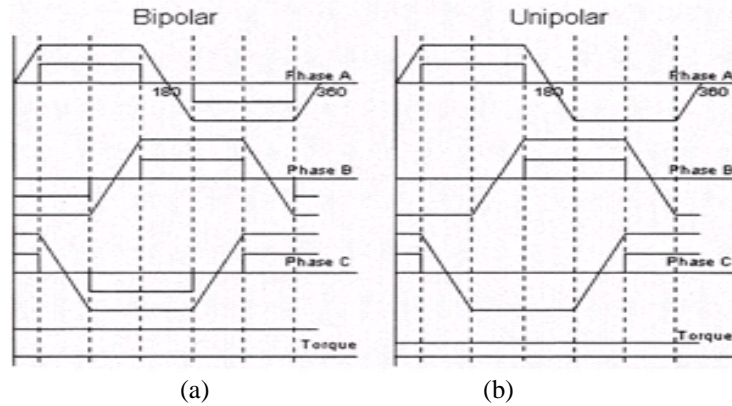 Bipolar
Unipolar
Phase A
180
360
Phase B
Phase C
Torque
Phase A
180
360
Phase B
Phase C
Torque
(a)
(b)